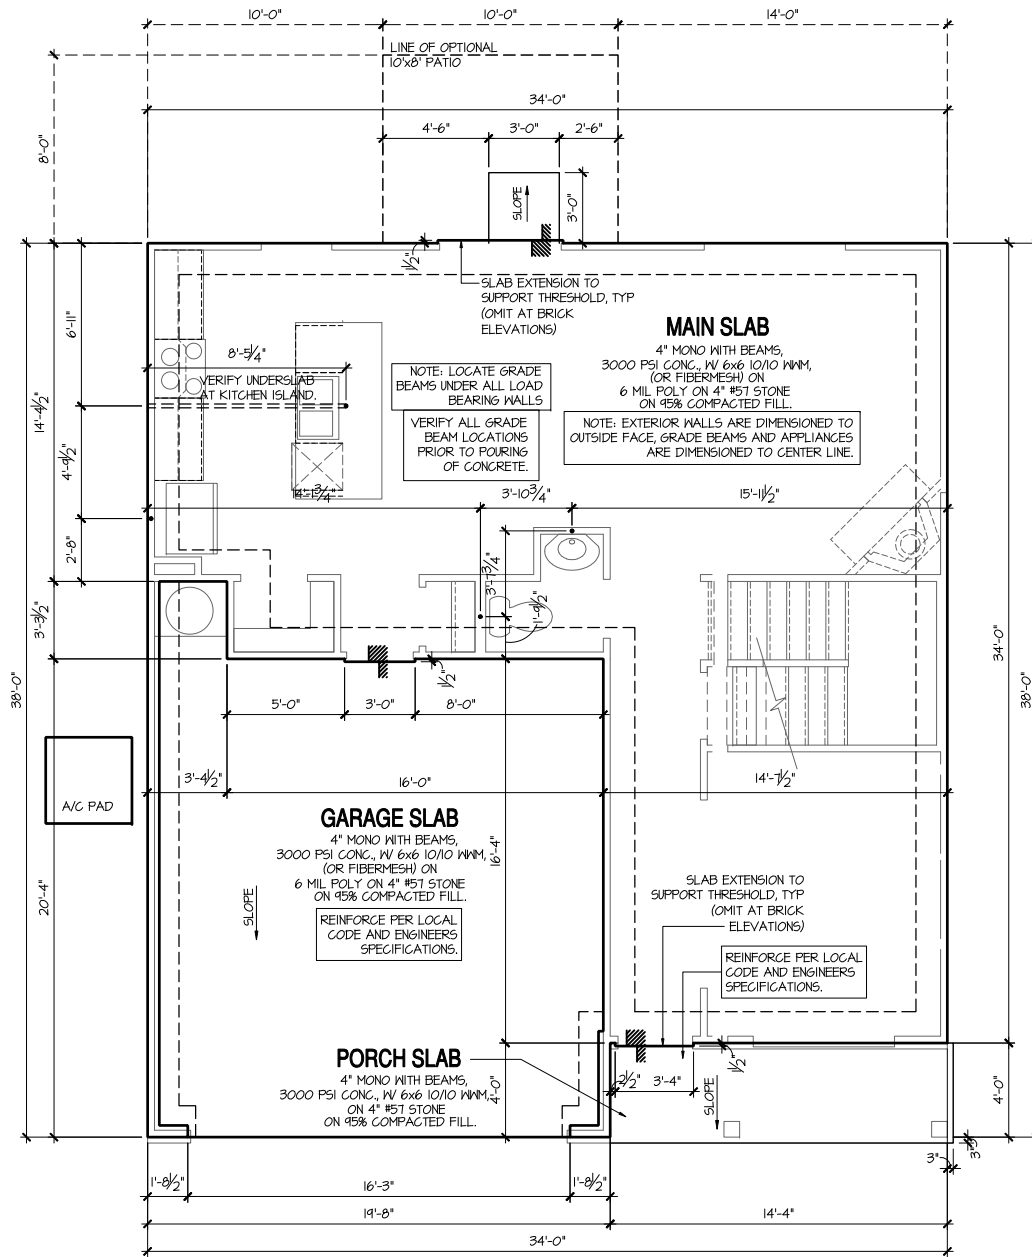 10'-0" 10'-0" 14'-0"
LINE OF OPTIONAL
10'x8' PATIO
34'-0"
4'-6" 3'-0" 2'-6"
8'-0"
SLOPE
3'-0"
1/2"
SLAB EXTENSION TO
SUPPORT THRESHOLD, TYP
(OMIT AT BRICK
ELEVATIONS)
MAIN SLAB
4" MONO WITH BEAMS,
3000 PSI CONC., W/ 6x6 10/10 WWM,
(OR FIBERMESH) ON
6 MIL POLY ON 4" #57 STONE
ON 95% COMPACTED FILL.
NOTE: EXTERIOR WALLS ARE DIMENSIONED TO
OUTSIDE FACE, GRADE BEAMS AND APPLIANCES
ARE DIMENSIONED TO CENTER LINE.
6'-11"
8'-5 1/4"
VERIFY UNDERSLAB
AT KITCHEN ISLAND.
NOTE: LOCATE GRADE
BEAMS UNDER ALL LOAD
BEARING WALLS
VERIFY ALL GRADE
BEAM LOCATIONS
PRIOR TO POURING
OF CONCRETE.
14'-4 1/2"
4'-9 1/2"
14'-1 3/4" 3'-10 3/4" 15'-11 1/2"
2'-8"
3'-7 3/4"
1'-9 1/2"
3'-3 1/2"
1/2"
38'-0"
34'-0"
38'-0"
5'-0" 3'-0" 8'-0"
3'-4 1/2" 16'-0" 14'-7 1/2"
A/C PAD
GARAGE SLAB
4" MONO WITH BEAMS,
3000 PSI CONC., W/ 6x6 10/10 WWM,
(OR FIBERMESH) ON
6 MIL POLY ON 4" #57 STONE
ON 95% COMPACTED FILL.
16'-4"
20'-4"
SLOPE
REINFORCE PER LOCAL
CODE AND ENGINEERS
SPECIFICATIONS.
SLAB EXTENSION TO
SUPPORT THRESHOLD, TYP
(OMIT AT BRICK
ELEVATIONS)
REINFORCE PER LOCAL
CODE AND ENGINEERS
SPECIFICATIONS.
PORCH SLAB
4" MONO WITH BEAMS,
3000 PSI CONC., W/ 6x6 10/10 WWM,
ON 4" #57 STONE
ON 95% COMPACTED FILL.
4'-0"
2 1/2" 3'-4"
1/2"
SLOPE
4'-0"
3" 3"
1'-8 1/2" 16'-3" 1'-8 1/2"
19'-8" 14'-4"
34'-0"